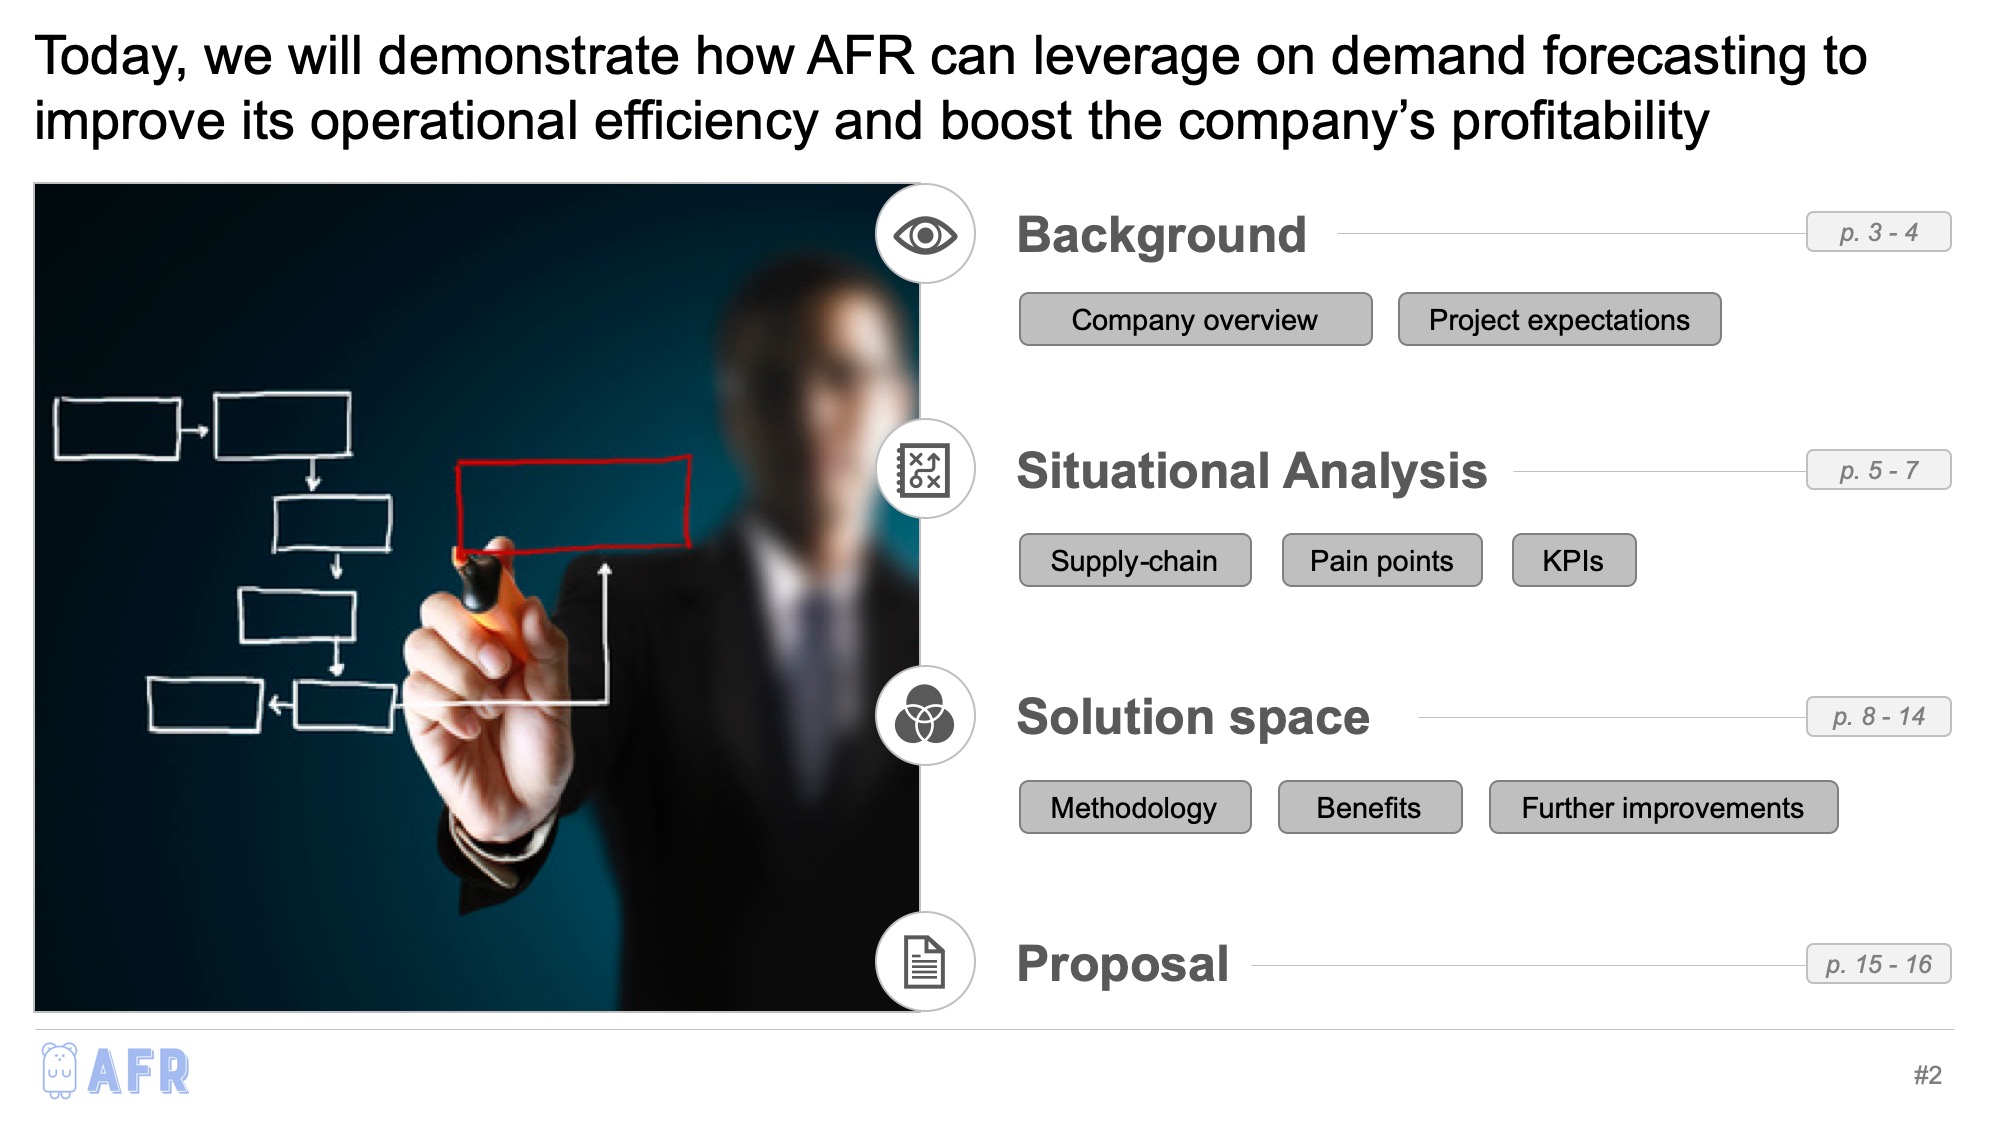 Today, we will demonstrate how AFR can leverage on demand forecasting to
improve its operational efficiency and boost the company’s profitability
Background
p. 3 - 4
Company overview
Project expectations
Situational Analysis
p. 5 - 7
Supply-chain
Pain points
KPIs
Solution space
p. 8 - 14
Methodology
Benefits
Further improvements
Proposal
p. 15 - 16
AFR
#2